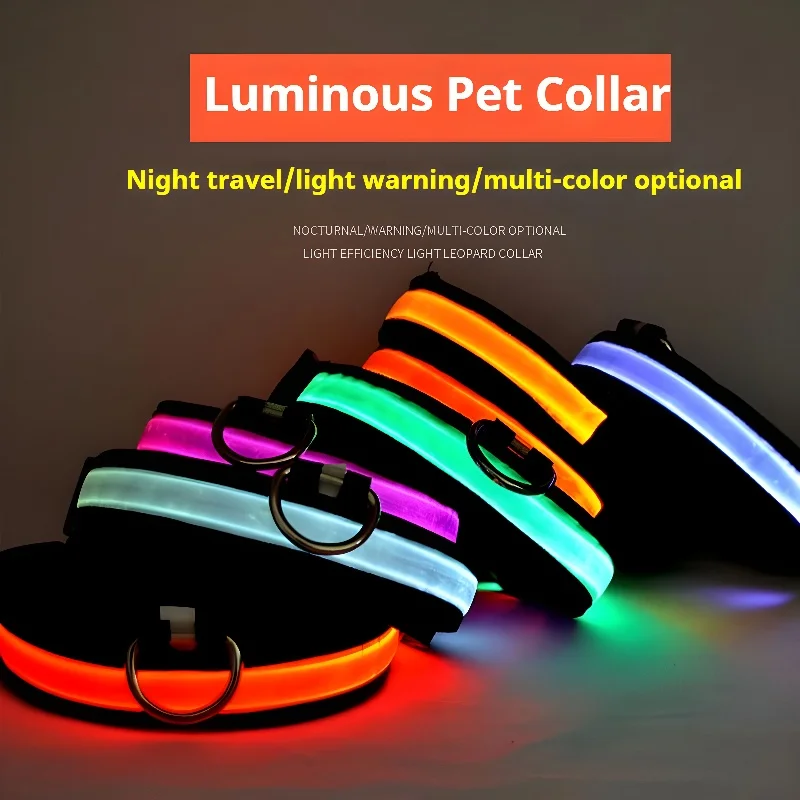 Luminous Pet Collar
Night travel/light warning/multi-color optional
NOCTURNAL/WARNING/MULTI-COLOR OPTIONAL
LIGHT EFFICIENCY LIGHT LEOPARD COLLAR